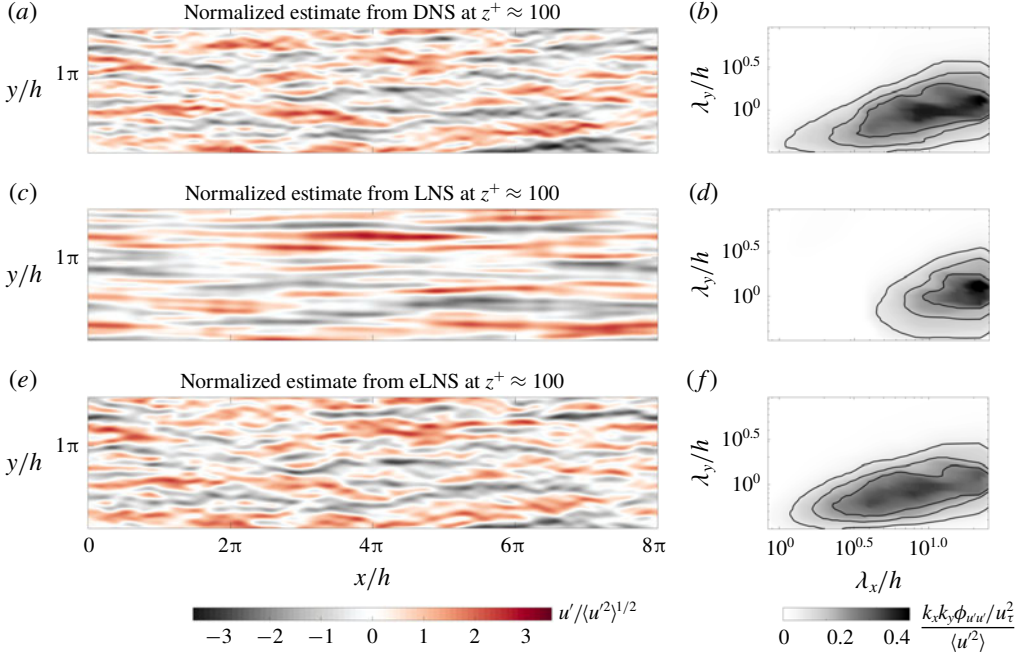 (a) Normalized estimate from DNS at z⁺ ≈ 100 (b)
y/h 1π
λy/h 10^0.5 10^0
(c) Normalized estimate from LNS at z⁺ ≈ 100 (d)
y/h 1π
λy/h 10^0.5 10^0
(e) Normalized estimate from eLNS at z⁺ ≈ 100 (f)
y/h 1π
λy/h 10^0.5 10^0
0 2π 4π 6π 8π
x/h
10^0 10^0.5 10^1.0
λx/h
−3 −2 −1 0 1 2 3 u′/⟨u′²⟩^1/2
0 0.2 0.4 kxkyϕu′u′/uτ² / ⟨u′²⟩